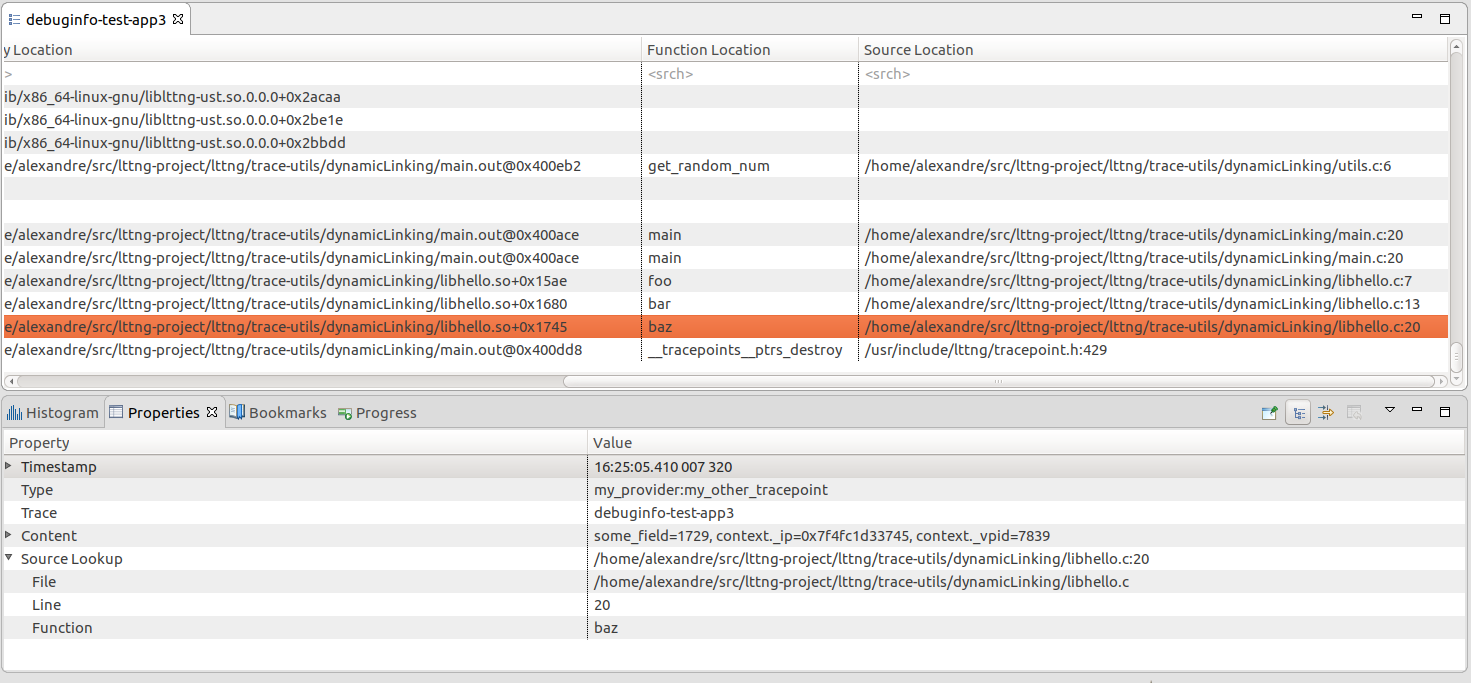 debuginfo-test-app3
y Location Function Location Source Location
> <srch> <srch>
ib/x86_64-linux-gnu/liblttng-ust.so.0.0.0+0x2acaa
ib/x86_64-linux-gnu/liblttng-ust.so.0.0.0+0x2be1e
ib/x86_64-linux-gnu/liblttng-ust.so.0.0.0+0x2bbdd
e/alexandre/src/lttng-project/lttng/trace-utils/dynamicLinking/main.out@0x400eb2 get_random_num /home/alexandre/src/lttng-project/lttng/trace-utils/dynamicLinking/utils.c:6
e/alexandre/src/lttng-project/lttng/trace-utils/dynamicLinking/main.out@0x400ace main /home/alexandre/src/lttng-project/lttng/trace-utils/dynamicLinking/main.c:20
e/alexandre/src/lttng-project/lttng/trace-utils/dynamicLinking/main.out@0x400ace main /home/alexandre/src/lttng-project/lttng/trace-utils/dynamicLinking/main.c:20
e/alexandre/src/lttng-project/lttng/trace-utils/dynamicLinking/libhello.so+0x15ae foo /home/alexandre/src/lttng-project/lttng/trace-utils/dynamicLinking/libhello.c:7
e/alexandre/src/lttng-project/lttng/trace-utils/dynamicLinking/libhello.so+0x1680 bar /home/alexandre/src/lttng-project/lttng/trace-utils/dynamicLinking/libhello.c:13
e/alexandre/src/lttng-project/lttng/trace-utils/dynamicLinking/libhello.so+0x1745 baz /home/alexandre/src/lttng-project/lttng/trace-utils/dynamicLinking/libhello.c:20
e/alexandre/src/lttng-project/lttng/trace-utils/dynamicLinking/main.out@0x400dd8 __tracepoints__ptrs_destroy /usr/include/lttng/tracepoint.h:429
Histogram Properties Bookmarks Progress
Property Value
Timestamp 16:25:05.410 007 320
Type my_provider:my_other_tracepoint
Trace debuginfo-test-app3
Content some_field=1729, context._ip=0x7f4fc1d33745, context._vpid=7839
Source Lookup /home/alexandre/src/lttng-project/lttng/trace-utils/dynamicLinking/libhello.c:20
File /home/alexandre/src/lttng-project/lttng/trace-utils/dynamicLinking/libhello.c
Line 20
Function baz